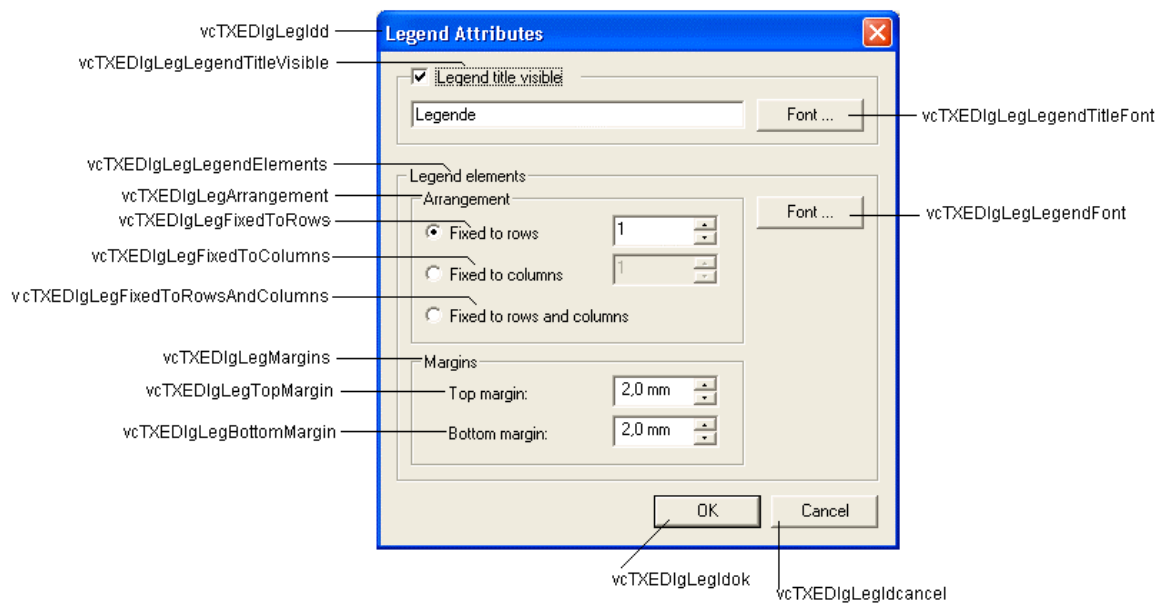 vcTXEDlgLegIdd
Legend Attributes
vcTXEDlgLegLegendTitleVisible
Legend title visible
Legende
Font ...
vcTXEDlgLegLegendTitleFont
vcTXEDlgLegLegendElements
Legend elements
vcTXEDlgLegArrangement
Arrangement
Font ...
vcTXEDlgLegLegendFont
vcTXEDlgLegFixedToRows
Fixed to rows
1
vcTXEDlgLegFixedToColumns
Fixed to columns
1
vcTXEDlgLegFixedToRowsAndColumns
Fixed to rows and columns
vcTXEDlgLegMargins
Margins
vcTXEDlgLegTopMargin
Top margin:
2,0 mm
vcTXEDlgLegBottomMargin
Bottom margin:
2,0 mm
OK
Cancel
vcTXEDlgLegIdok
vcTXEDlgLegIdcancel